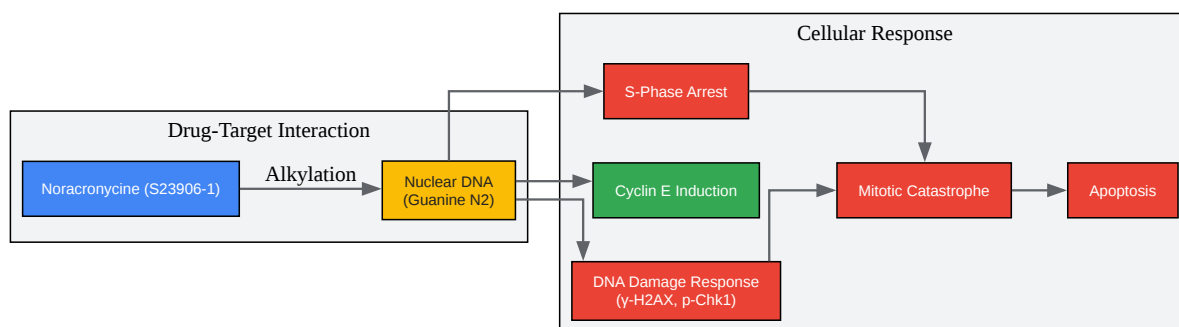 Cellular Response
S-Phase Arrest
Drug-Target Interaction
Noracronycine (S23906-1)
Alkylation
Nuclear DNA
(Guanine N2)
Cyclin E Induction
Mitotic Catastrophe
Apoptosis
DNA Damage Response
(γ-H2AX, p-Chk1)